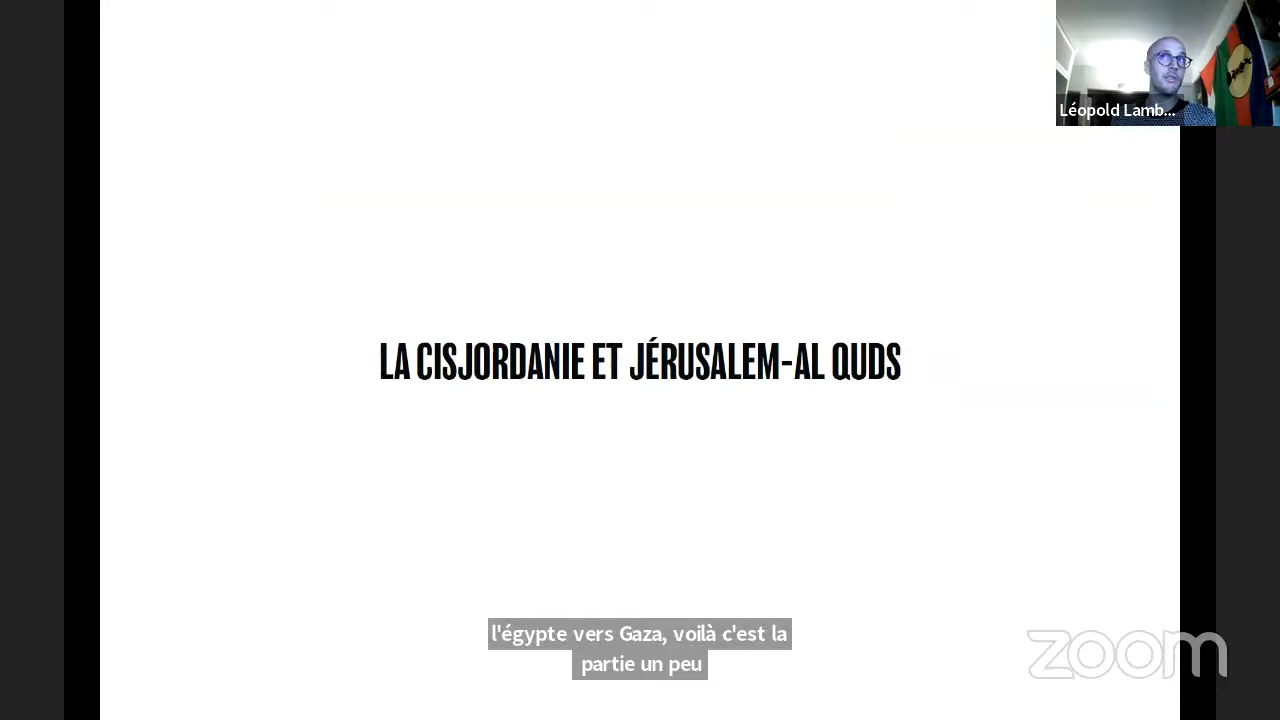 Léopold Lamb...
LA CISJORDANIE ET JÉRUSALEM-AL QUDS
l'égypte vers Gaza, voilà c'est la
partie un peu
zoom